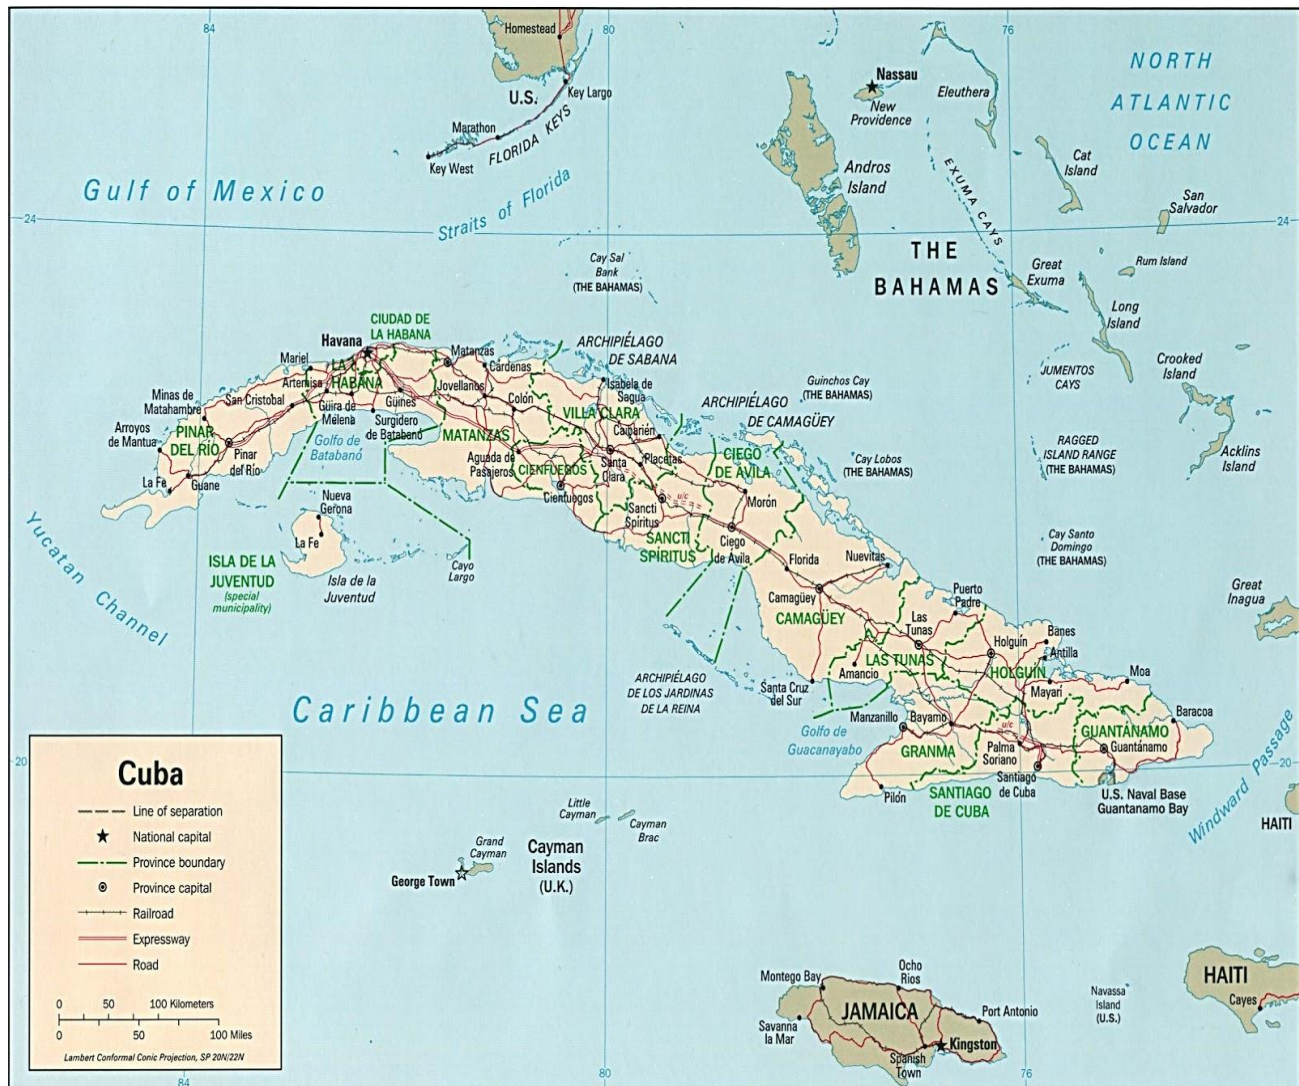 84
80
76
Homestead
U.S.
Key Largo
Marathon
FLORIDA KEYS
Key West
Gulf of Mexico
Straits of Florida
Nassau
New
Providence
Eleuthera
NORTH
ATLANTIC
OCEAN
Andros
Island
Cat
Island
EXUMA CAYS
San
Salvador
24
24
THE
BAHAMAS
Great
Exuma
Rum Island
Long
Island
Cay Sal
Bank
(THE BAHAMAS)
Crooked
Island
JUMENTOS
CAYS
Guinchos Cay
(THE BAHAMAS)
Cay Lobos
(THE BAHAMAS)
RAGGED
ISLAND RANGE
(THE BAHAMAS)
Acklins
Island
Cay Santo
Domingo
(THE BAHAMAS)
Great
Inagua
CIUDAD DE
LA HABANA
Havana
Mariel
LA
HABANA
Artemisa
Minas de
Matahambre
San Cristobal
Güira de
Melena
Güines
Surgidero
de Batabanó
Arroyos
de Mantua
PINAR
DEL RÍO
Pinar
del Río
Golfo de
Batabanó
La Fe
Guane
Matanzas
Cárdenas
Jovellanos
Colón
MATANZAS
Aguada de
Pasajeros
ARCHIPIÉLAGO
DE SABANA
Isabela de
Sagua
VILLA CLARA
Caibarién
CIENFUEGOS
Santa
Clara
Placetas
Cienfuegos
ARCHIPIÉLAGO
DE CAMAGÜEY
CIEGO
DE AVILA
Morón
u/c
Sancti
Spíritus
SANCTI
SPÍRITUS
Ciego
de Avila
Nueva
Gerona
La Fe
ISLA DE LA
JUVENTUD
(special
municipality)
Isla de la
Juventud
Cayo
Largo
Yucatan Channel
Florida
Nuevitas
Camagüey
CAMAGÜEY
Puerto
Padre
Las
Tunas
LAS TUNAS
Amancio
Holguín
HOLGUÍN
Banes
Antilla
Mayarí
Moa
Baracoa
ARCHIPIÉLAGO
DE LOS JARDINAS
DE LA REINA
Santa Cruz
del Sur
Golfo de
Guacanayabo
Manzanillo
Bayamo
u/c
GRANMA
Palma
Soriano
Santiago
de Cuba
SANTIAGO
DE CUBA
Pilón
GUANTÁNAMO
Guantánamo
U.S. Naval Base
Guantanamo Bay
Windward Passage
HAITI
Caribbean Sea
20
20
Cuba
Line of separation
National capital
Province boundary
Province capital
Railroad
Expressway
Road
0 50 100 Kilometers
0 50 100 Miles
Lambert Conformal Conic Projection, SP 20N/22N
Little
Cayman
Cayman
Brac
Grand
Cayman
George Town
Cayman
Islands
(U.K.)
Montego Bay
Ocho
Rios
JAMAICA
Port Antonio
Savanna
la Mar
Spanish
Town
Kingston
Navassa
Island
(U.S.)
HAITI
Cayes
84
80
76